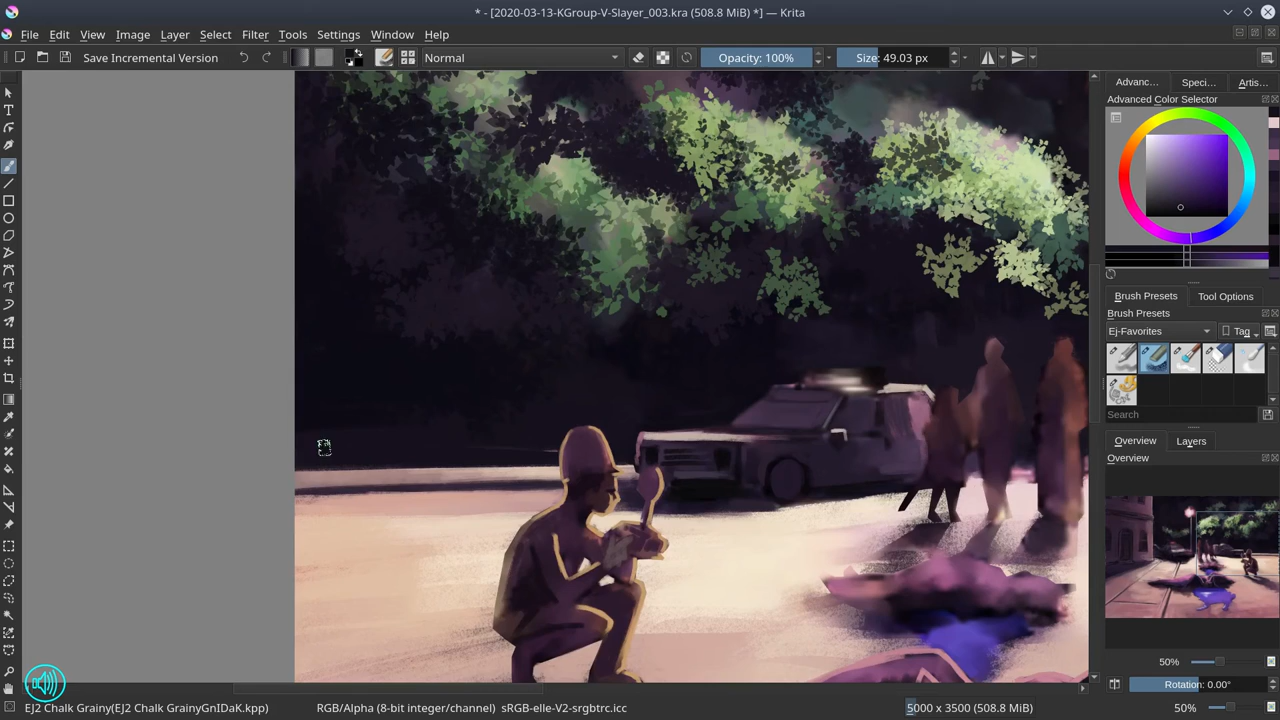 * - [2020-03-13-KGroup-V-Slayer_003.kra (508.8 MiB) *] — Krita
File Edit View Image Layer Select Filter Tools Settings Window Help
Save Incremental Version Normal Opacity: 100% Size: 49.03 px
Advanc... Speci... Artis...
Advanced Color Selector
Brush Presets Tool Options
Brush Presets
Ej-Favorites Tag
Search
Overview Layers
Overview
50%
Rotation: 0.00°
EJ2 Chalk Grainy(EJ2 Chalk GrainyGnIDaK.kpp) RGB/Alpha (8-bit integer/channel) sRGB-elle-V2-srgbtrc.icc 5000 x 3500 (508.8 MiB) 50%